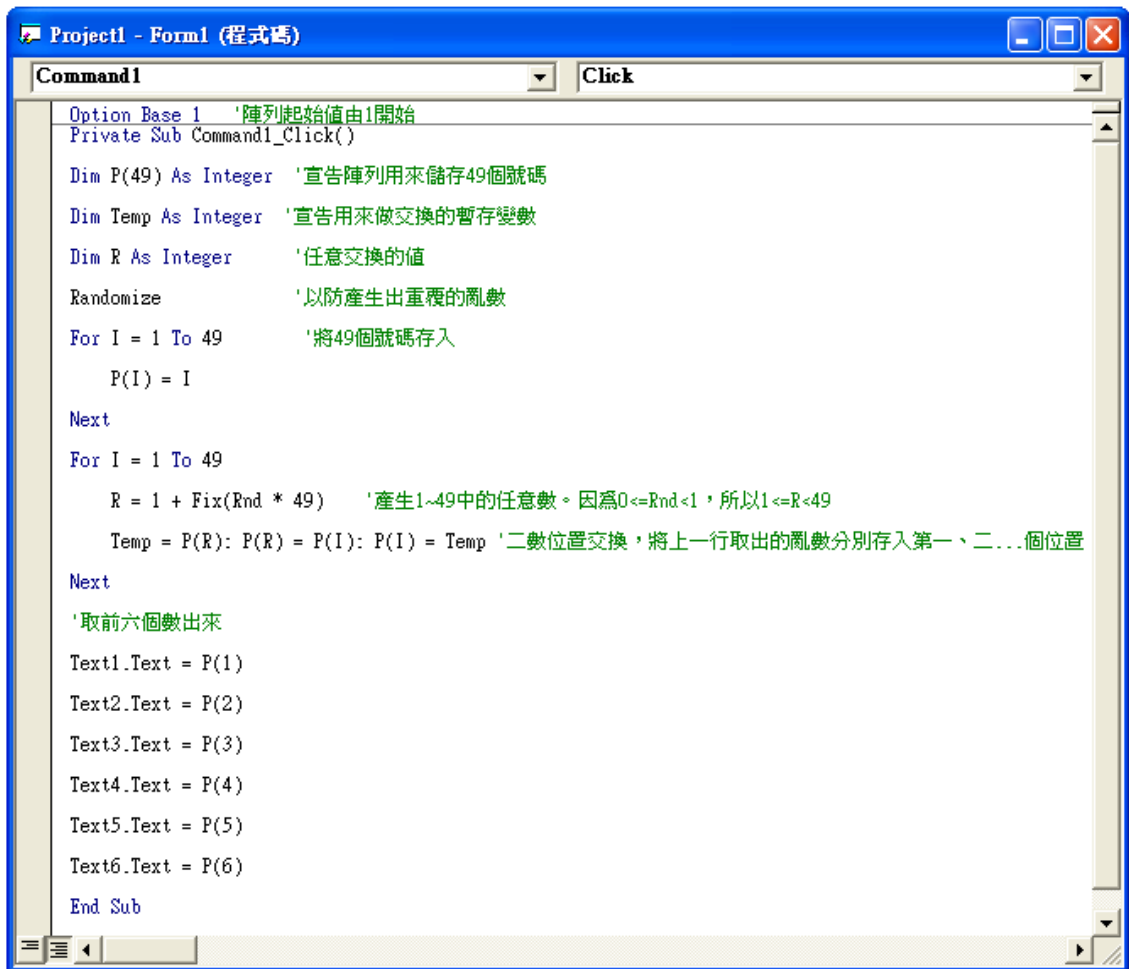 Project1 - Form1 (程式碼)
Command1 Click
Option Base 1 '陣列起始值由1開始
Private Sub Command1_Click()
Dim P(49) As Integer '宣告陣列用來儲存49個號碼
Dim Temp As Integer '宣告用來做交換的暫存變數
Dim R As Integer '任意交換的值
Randomize '以防產生出重覆的亂數
For I = 1 To 49 '將49個號碼存入
P(I) = I
Next
For I = 1 To 49
R = 1 + Fix(Rnd * 49) '產生1~49中的任意數。因為0<=Rnd<1，所以1<=R<49
Temp = P(R): P(R) = P(I): P(I) = Temp '二數位置交換，將上一行取出的亂數分別存入第一、二...個位置
Next
'取前六個數出來
Text1.Text = P(1)
Text2.Text = P(2)
Text3.Text = P(3)
Text4.Text = P(4)
Text5.Text = P(5)
Text6.Text = P(6)
End Sub